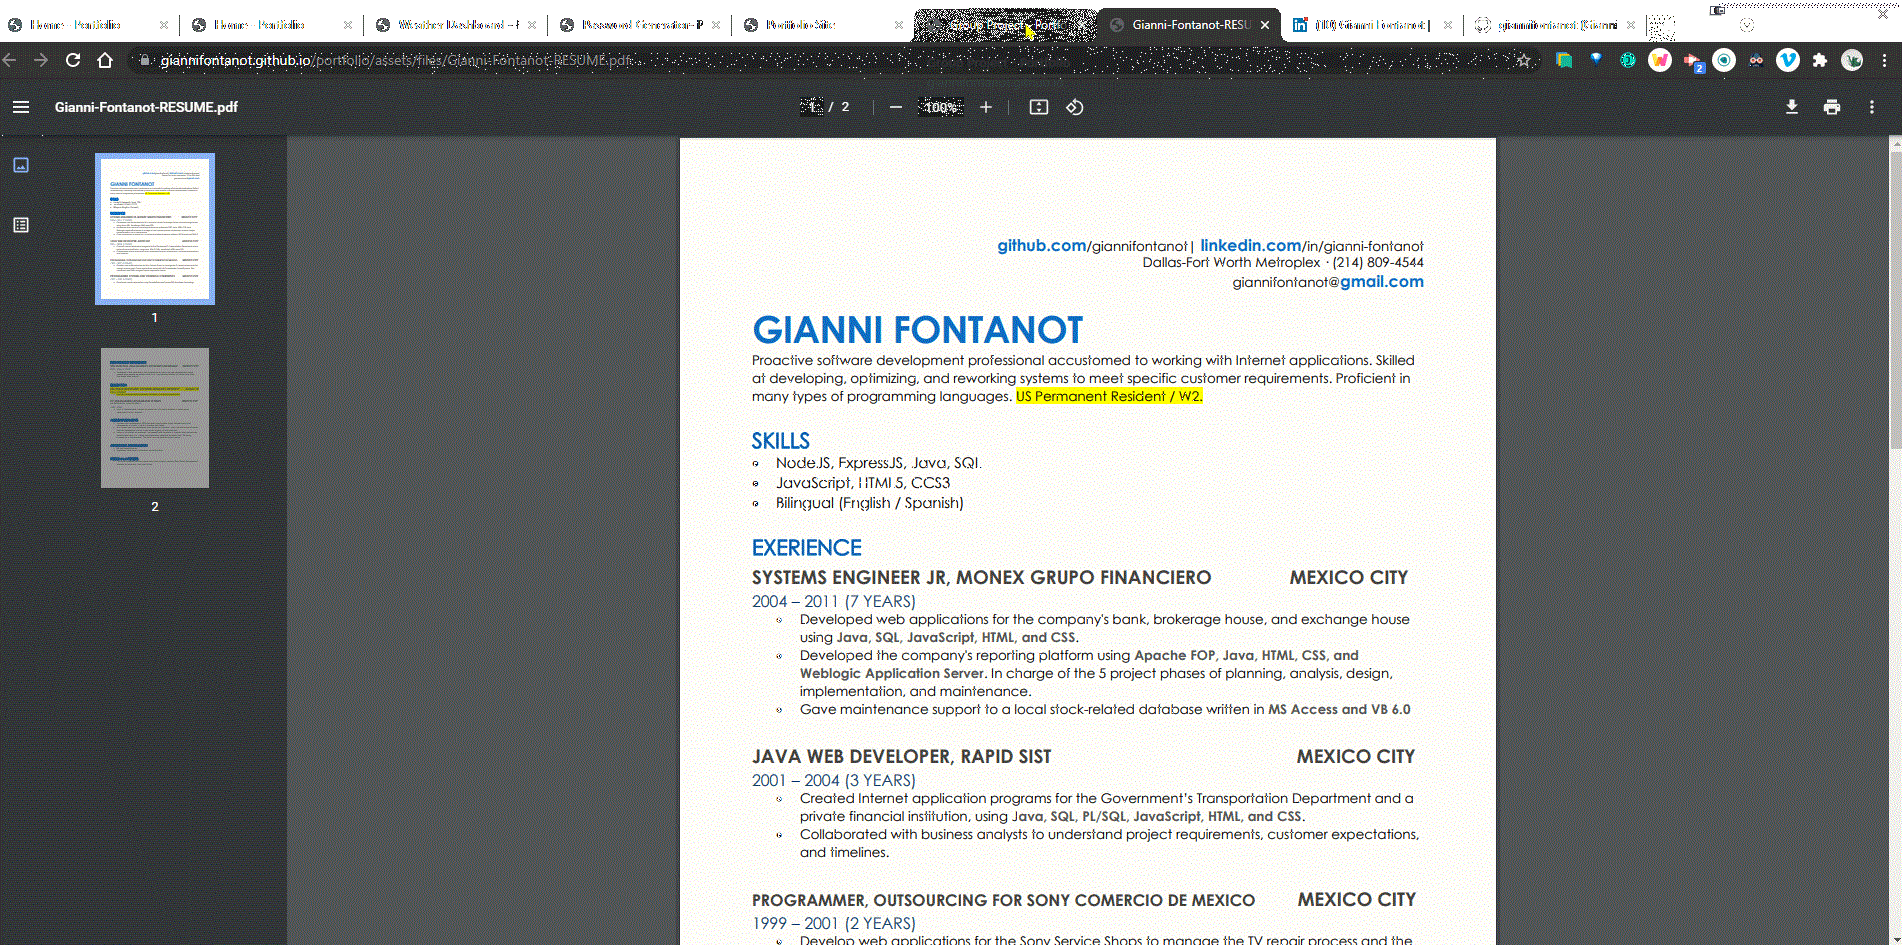 Home - Portfolio
Home - Portfolio
Weather Dashboard -
Password Generation-P
Portfolio Site
Group Project - Port
Gianni-Fontanot-RESU
(10) Gianni Fontanot |
giannifontanot (Gianni
giannifontanot.github.io/portfolio/assets/files/Gianni-Fontanot-RESUME.pdf
2
Gianni-Fontanot-RESUME.pdf
1 / 2
100%
1
2
github.com/giannifontanot| linkedin.com/in/gianni-fontanot
Dallas-Fort Worth Metroplex · (214) 809-4544
giannifontanot@gmail.com
GIANNI FONTANOT
Proactive software development professional accustomed to working with Internet applications. Skilled
at developing, optimizing, and reworking systems to meet specific customer requirements. Proficient in
many types of programming languages. US Permanent Resident / W2.
SKILLS
NodeJS, ExpressJS, Java, SQL
JavaScript, HTML5, CCS3
Bilingual (English / Spanish)
EXERIENCE
SYSTEMS ENGINEER JR, MONEX GRUPO FINANCIERO MEXICO CITY
2004 – 2011 (7 YEARS)
Developed web applications for the company's bank, brokerage house, and exchange house
using Java, SQL, JavaScript, HTML, and CSS.
Developed the company's reporting platform using Apache FOP, Java, HTML, CSS, and
Weblogic Application Server. In charge of the 5 project phases of planning, analysis, design,
implementation, and maintenance.
Gave maintenance support to a local stock-related database written in MS Access and VB 6.0
JAVA WEB DEVELOPER, RAPID SIST MEXICO CITY
2001 – 2004 (3 YEARS)
Created Internet application programs for the Government's Transportation Department and a
private financial institution, using Java, SQL, PL/SQL, JavaScript, HTML, and CSS.
Collaborated with business analysts to understand project requirements, customer expectations,
and timelines.
PROGRAMMER, OUTSOURCING FOR SONY COMERCIO DE MEXICO MEXICO CITY
1999 – 2001 (2 YEARS)
Develop web applications for the Sony Service Shops to manage the TV repair process and the